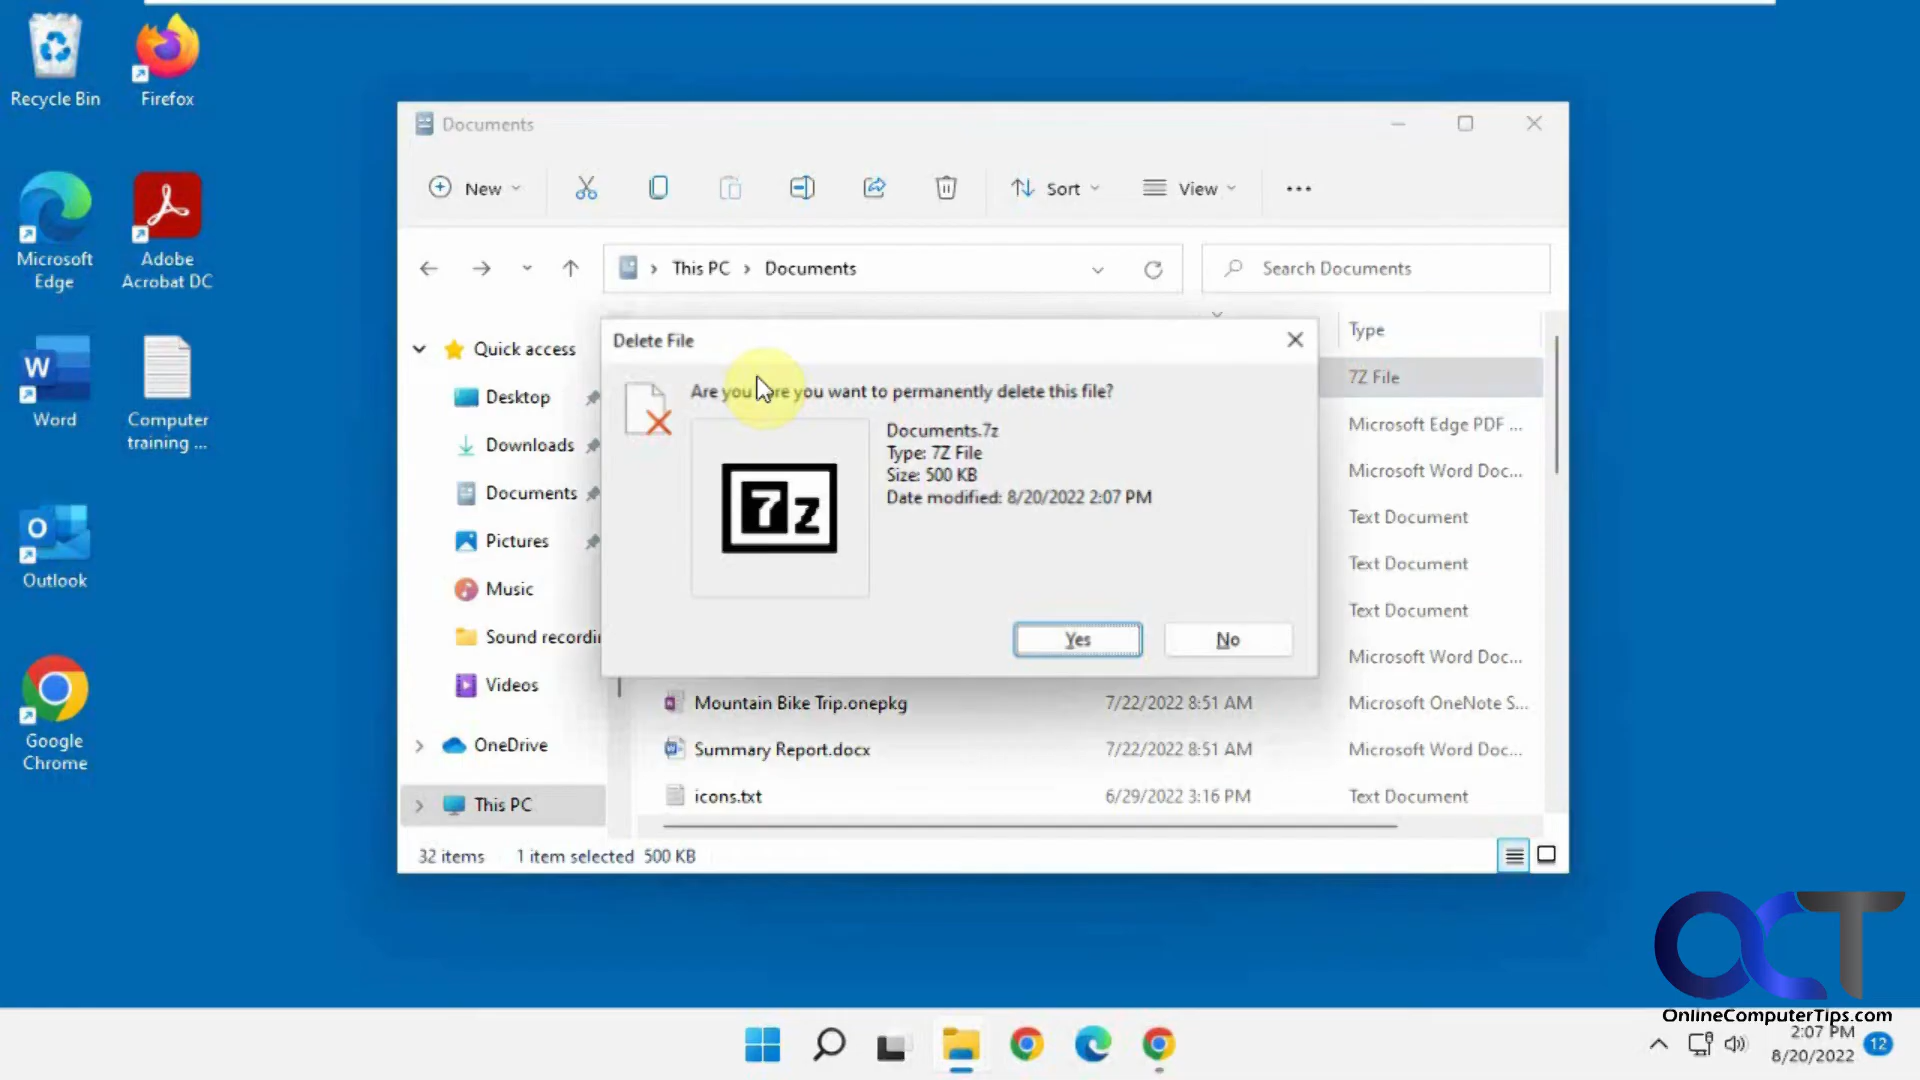 Recycle Bin
Firefox
Microsoft Edge
Adobe Acrobat DC
Word
Computer training ...
Outlook
Google Chrome
Documents
New
Sort
View
This PC > Documents
Search Documents
Quick access
Desktop
Downloads
Documents
Pictures
Music
Sound recordi
Videos
OneDrive
This PC
Type
7Z File
Microsoft Edge PDF ...
Microsoft Word Doc...
Text Document
Text Document
Text Document
Microsoft Word Doc...
Delete File
Are you want to permanently delete this file?
7z
Documents.7z
Type: 7Z File
Size: 500 KB
Date modified: 8/20/2022 2:07 PM
Yes
No
Mountain Bike Trip.onepkg 7/22/2022 8:51 AM Microsoft OneNote S...
Summary Report.docx 7/22/2022 8:51 AM Microsoft Word Doc...
icons.txt 6/29/2022 3:16 PM Text Document
32 items 1 item selected 500 KB
OCT
OnlineComputerTips.com
2:07 PM
8/20/2022
12